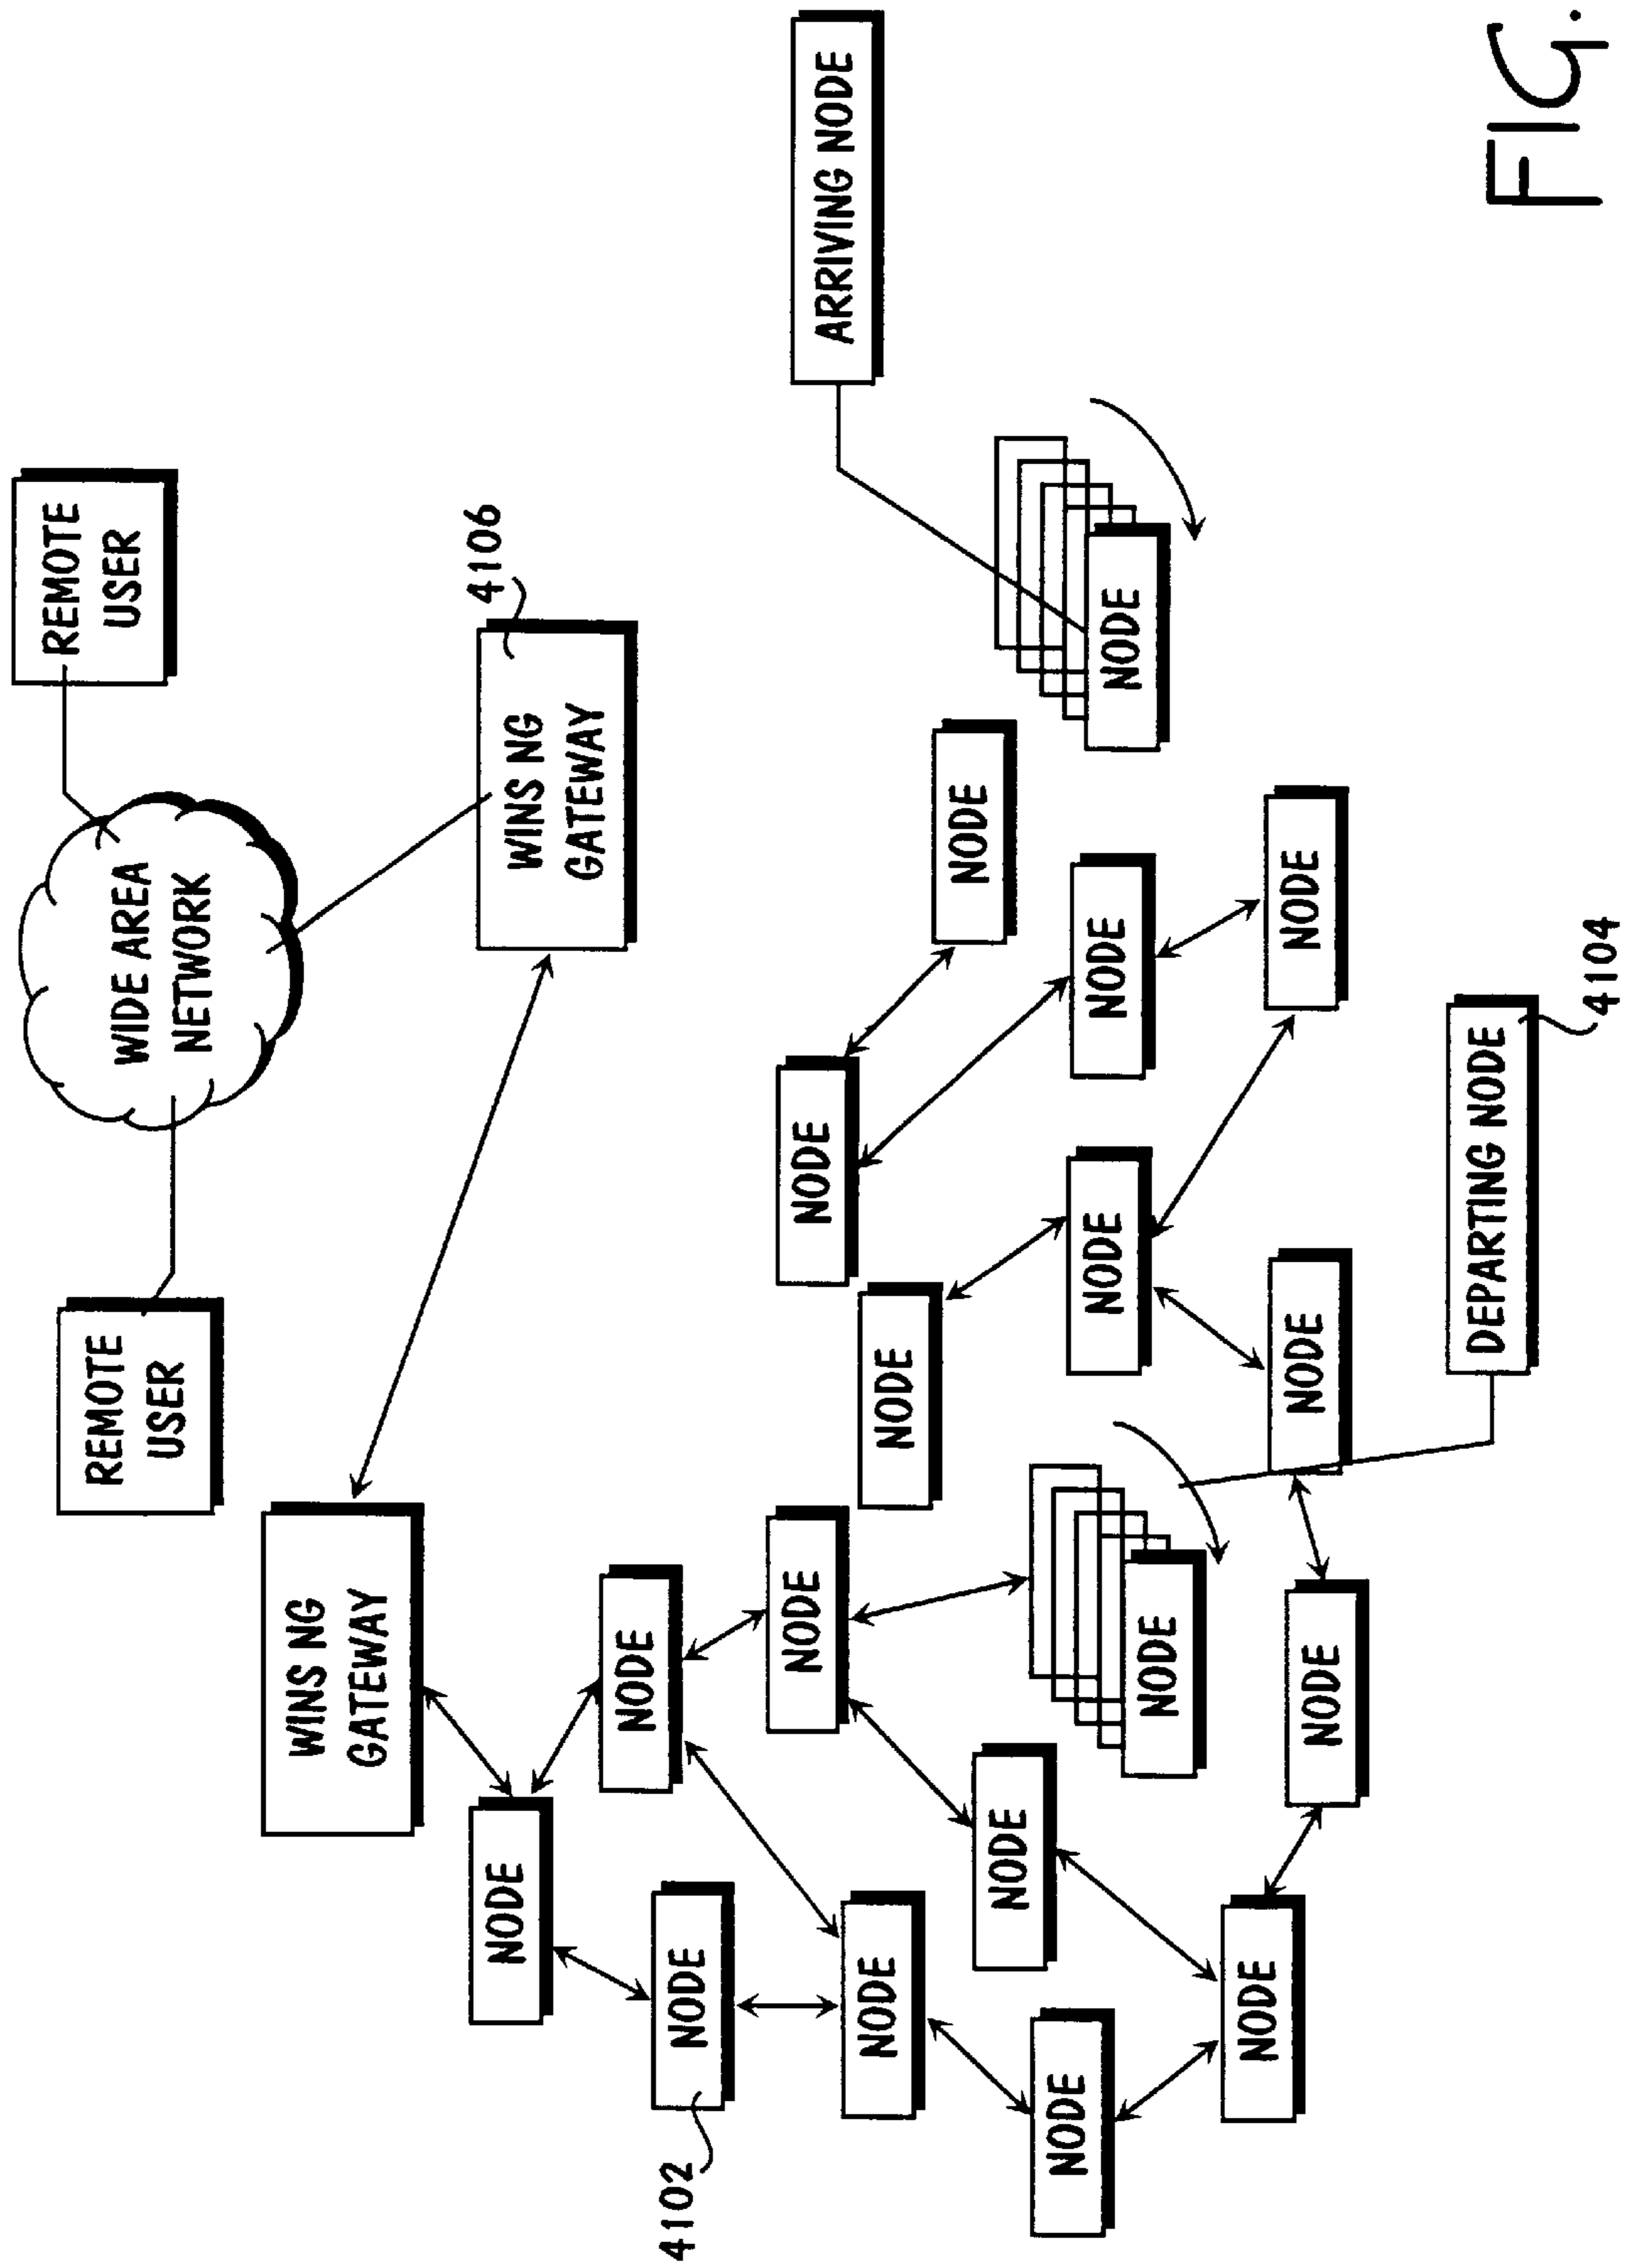 REMOTE
USER
REMOTE
USER
WIDE AREA
NETWORK
WINS NG
GATEWAY
4106
WINS NG
GATEWAY
NODE
NODE
4102
NODE
NODE
NODE
ARRIVING NODE
NODE
NODE
NODE
NODE
NODE
NODE
NODE
NODE
NODE
NODE
NODE
NODE
NODE
DEPARTING NODE
4104
FIG.